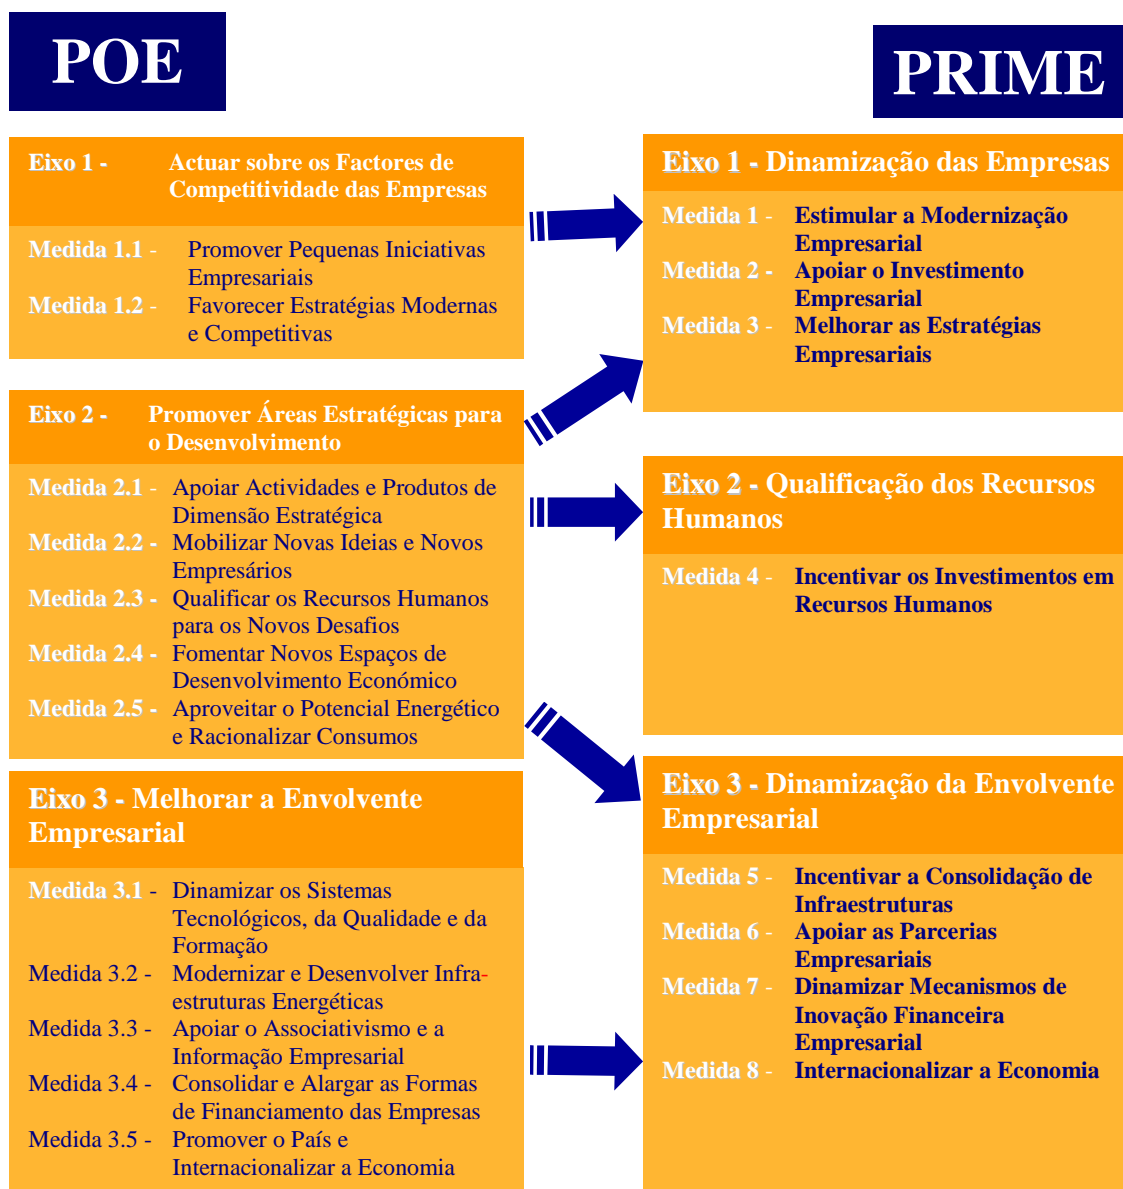 POE
PRIME
Eixo 1 - Actuar sobre os Factores de
Competitividade das Empresas
Medida 1.1 - Promover Pequenas Iniciativas
Empresariais
Medida 1.2 - Favorecer Estratégias Modernas
e Competitivas
Eixo 2 - Promover Áreas Estratégicas para
o Desenvolvimento
Medida 2.1 - Apoiar Actividades e Produtos de
Dimensão Estratégica
Medida 2.2 - Mobilizar Novas Ideias e Novos
Empresários
Medida 2.3 - Qualificar os Recursos Humanos
para os Novos Desafios
Medida 2.4 - Fomentar Novos Espaços de
Desenvolvimento Económico
Medida 2.5 - Aproveitar o Potencial Energético
e Racionalizar Consumos
Eixo 3 - Melhorar a Envolvente
Empresarial
Medida 3.1 - Dinamizar os Sistemas
Tecnológicos, da Qualidade e da
Formação
Medida 3.2 - Modernizar e Desenvolver Infra-
estruturas Energéticas
Medida 3.3 - Apoiar o Associativismo e a
Informação Empresarial
Medida 3.4 - Consolidar e Alargar as Formas
de Financiamento das Empresas
Medida 3.5 - Promover o País e
Internacionalizar a Economia
Eixo 1 - Dinamização das Empresas
Medida 1 - Estimular a Modernização
Empresarial
Medida 2 - Apoiar o Investimento
Empresarial
Medida 3 - Melhorar as Estratégias
Empresariais
Eixo 2 - Qualificação dos Recursos
Humanos
Medida 4 - Incentivar os Investimentos em
Recursos Humanos
Eixo 3 - Dinamização da Envolvente
Empresarial
Medida 5 - Incentivar a Consolidação de
Infraestruturas
Medida 6 - Apoiar as Parcerias
Empresariais
Medida 7 - Dinamizar Mecanismos de
Inovação Financeira
Empresarial
Medida 8 - Internacionalizar a Economia